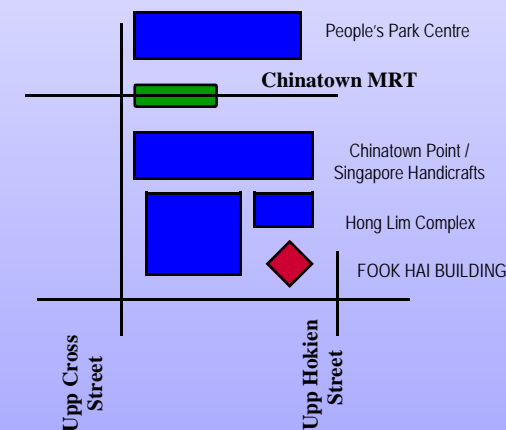 People's Park Centre
Chinatown MRT
Chinatown Point /
Singapore Handicrafts
Hong Lim Complex
FOOK HAI BUILDING
Upp Cross
Street
Upp Hokien
Street